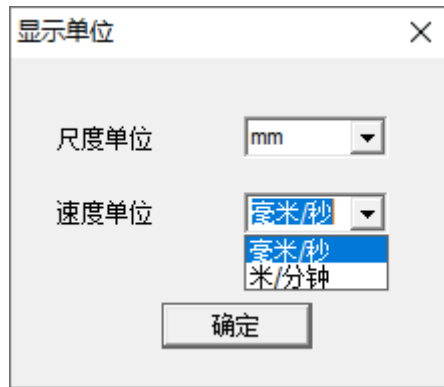 显示单位
尺度单位 mm
速度单位 毫米/秒
毫米/秒
米/分钟
确定